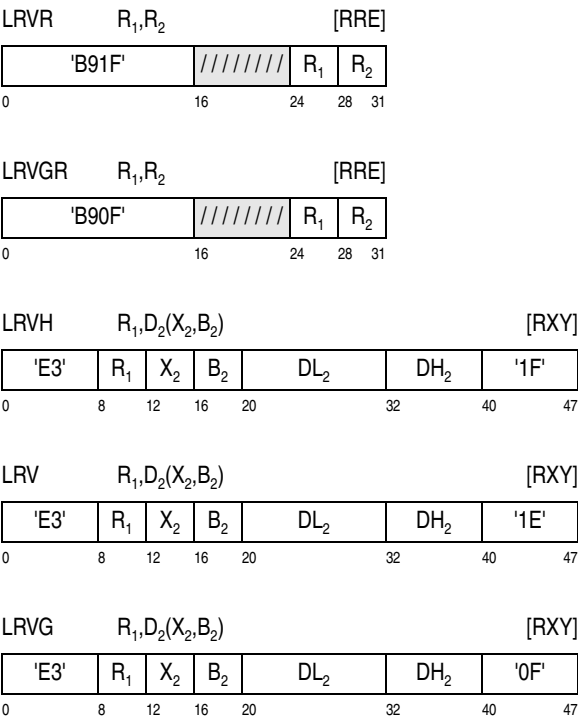 LRVR R₁,R₂ [RRE]
'B91F' //////// R₁ R₂
0 16 24 28 31
LRVGR R₁,R₂ [RRE]
'B90F' //////// R₁ R₂
0 16 24 28 31
LRVH R₁,D₂(X₂,B₂) [RXY]
'E3' R₁ X₂ B₂ DL₂ DH₂ '1F'
0 8 12 16 20 32 40 47
LRV R₁,D₂(X₂,B₂) [RXY]
'E3' R₁ X₂ B₂ DL₂ DH₂ '1E'
0 8 12 16 20 32 40 47
LRVG R₁,D₂(X₂,B₂) [RXY]
'E3' R₁ X₂ B₂ DL₂ DH₂ '0F'
0 8 12 16 20 32 40 47